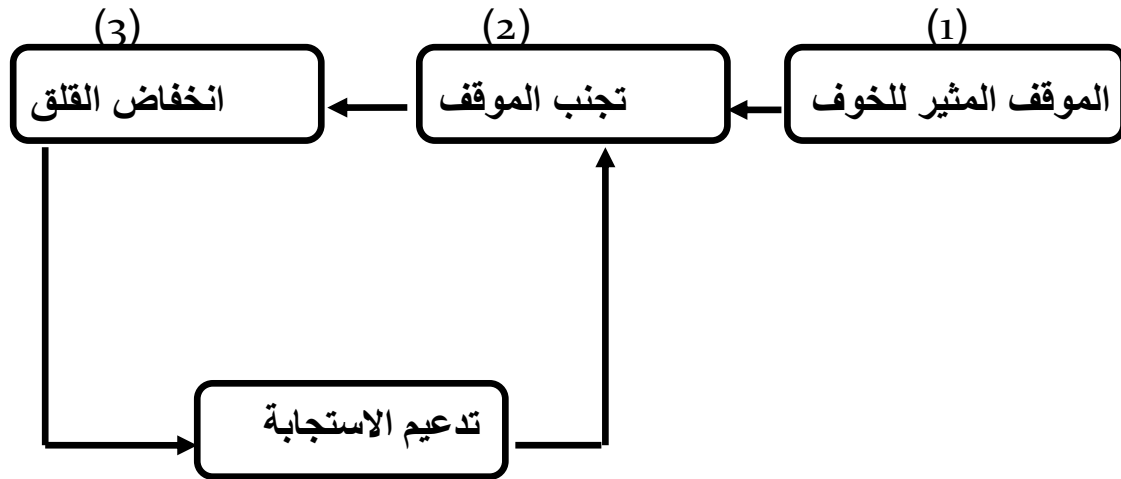 (1)
(2)
(3)
الموقف المثير للخوف
تجنب الموقف
انخفاض القلق
تدعيم الاستجابة